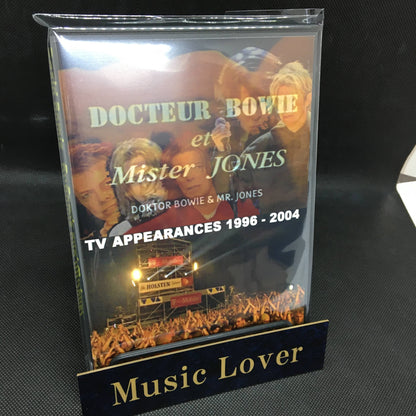 DOCTEUR BOWIE
et
Mister JONES
DOKTOR BOWIE & MR. JONES
TV APPEARANCES 1996 - 2004
HOLSTEN
Music Lover